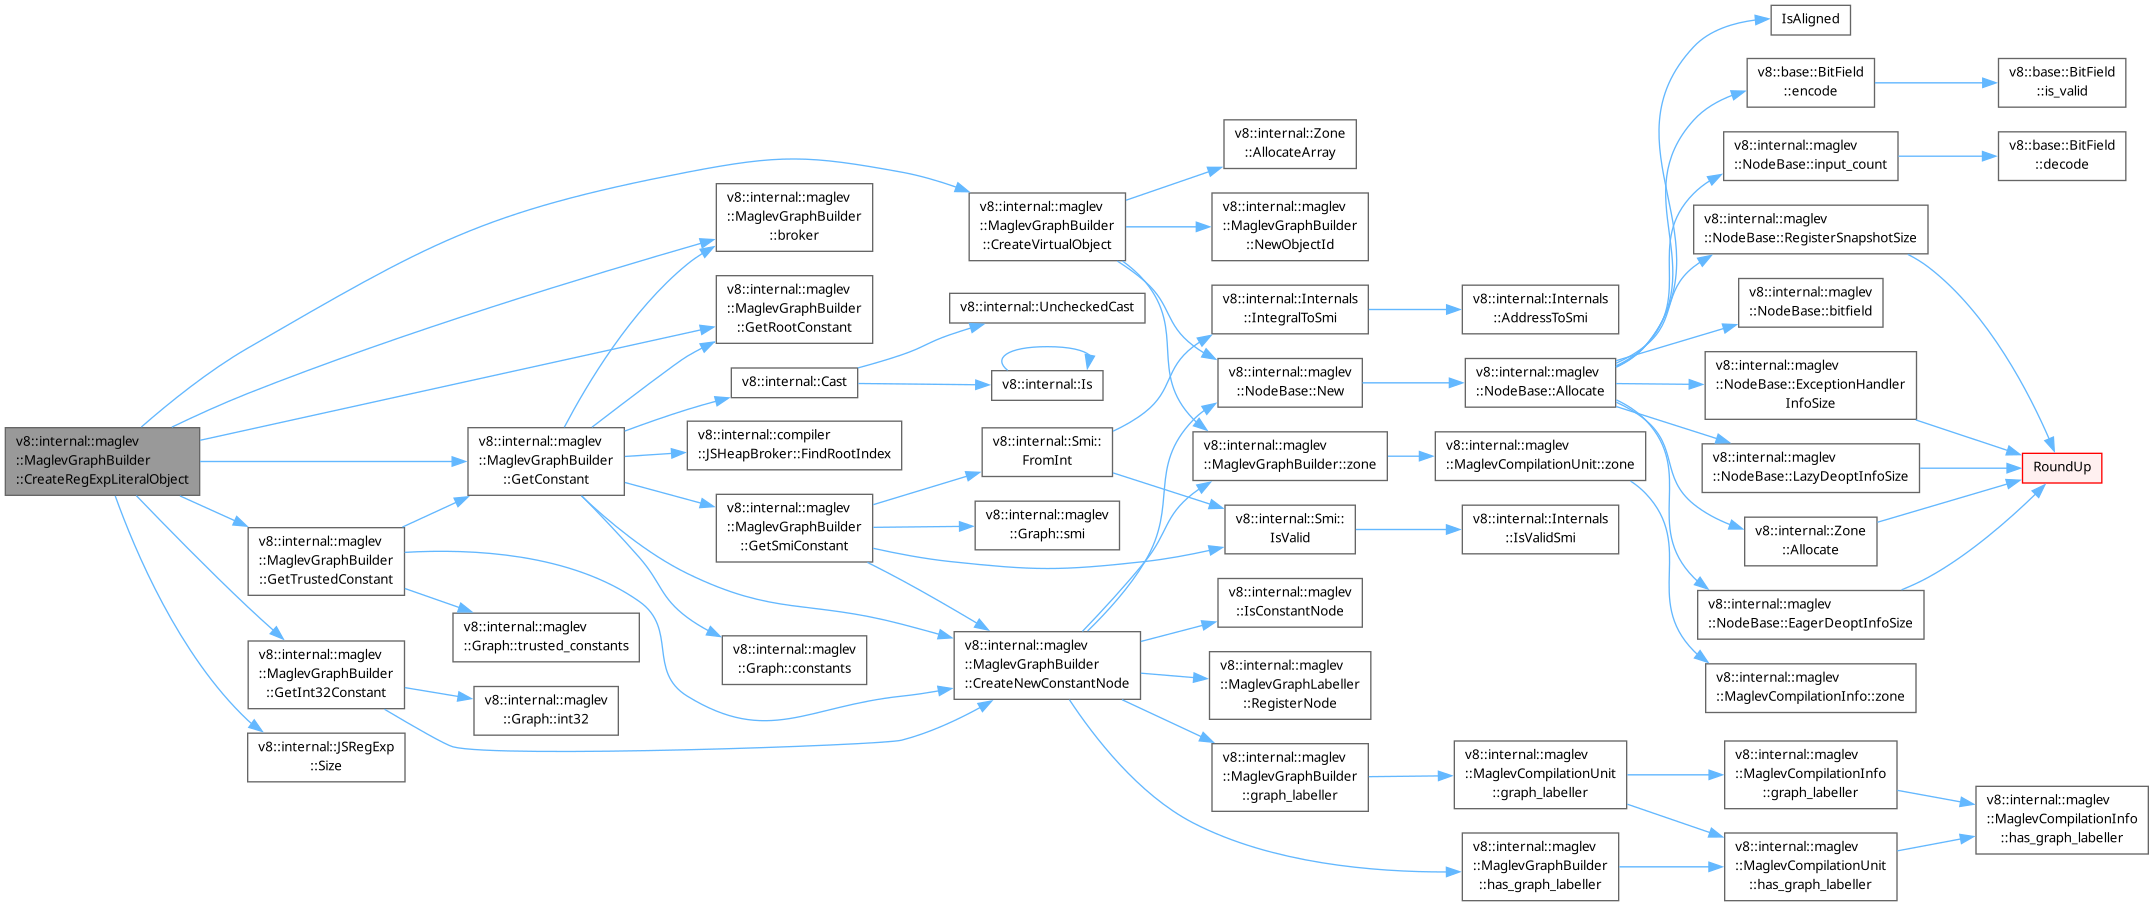 v8::internal::maglev
::MaglevGraphBuilder
::CreateRegExpLiteralObject
v8::internal::maglev
::MaglevGraphBuilder
::GetTrustedConstant
v8::internal::maglev
::MaglevGraphBuilder
::GetInt32Constant
v8::internal::JSRegExp
::Size
v8::internal::maglev
::MaglevGraphBuilder
::GetConstant
v8::internal::maglev
::Graph::trusted_constants
v8::internal::maglev
::Graph::int32
v8::internal::maglev
::MaglevGraphBuilder
::broker
v8::internal::maglev
::MaglevGraphBuilder
::GetRootConstant
v8::internal::Cast
v8::internal::compiler
::JSHeapBroker::FindRootIndex
v8::internal::maglev
::MaglevGraphBuilder
::GetSmiConstant
v8::internal::maglev
::Graph::constants
v8::internal::maglev
::MaglevGraphBuilder
::CreateVirtualObject
v8::internal::UncheckedCast
v8::internal::Is
v8::internal::Smi::
FromInt
v8::internal::maglev
::Graph::smi
v8::internal::maglev
::MaglevGraphBuilder
::CreateNewConstantNode
v8::internal::Zone
::AllocateArray
v8::internal::maglev
::MaglevGraphBuilder
::NewObjectId
v8::internal::Internals
::IntegralToSmi
v8::internal::maglev
::NodeBase::New
v8::internal::maglev
::MaglevGraphBuilder::zone
v8::internal::Smi::
IsValid
v8::internal::maglev
::IsConstantNode
v8::internal::maglev
::MaglevGraphLabeller
::RegisterNode
v8::internal::maglev
::MaglevGraphBuilder
::graph_labeller
v8::internal::Internals
::AddressToSmi
v8::internal::maglev
::NodeBase::Allocate
v8::internal::maglev
::MaglevCompilationUnit::zone
v8::internal::Internals
::IsValidSmi
v8::internal::maglev
::MaglevCompilationUnit
::graph_labeller
v8::internal::maglev
::MaglevGraphBuilder
::has_graph_labeller
IsAligned
v8::base::BitField
::encode
v8::internal::maglev
::NodeBase::input_count
v8::internal::maglev
::NodeBase::RegisterSnapshotSize
v8::internal::maglev
::NodeBase::bitfield
v8::internal::maglev
::NodeBase::ExceptionHandler
InfoSize
v8::internal::maglev
::NodeBase::LazyDeoptInfoSize
v8::internal::Zone
::Allocate
v8::internal::maglev
::NodeBase::EagerDeoptInfoSize
v8::internal::maglev
::MaglevCompilationInfo::zone
v8::internal::maglev
::MaglevCompilationInfo
::graph_labeller
v8::internal::maglev
::MaglevCompilationUnit
::has_graph_labeller
v8::base::BitField
::is_valid
v8::base::BitField
::decode
RoundUp
v8::internal::maglev
::MaglevCompilationInfo
::has_graph_labeller